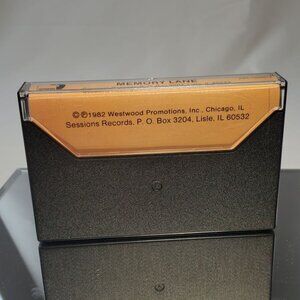 MEMORY LANE
©℗1982 Westwood Promotions, Inc., Chicago, IL
Sessions Records, P. O. Box 3204, Lisle, IL 60532